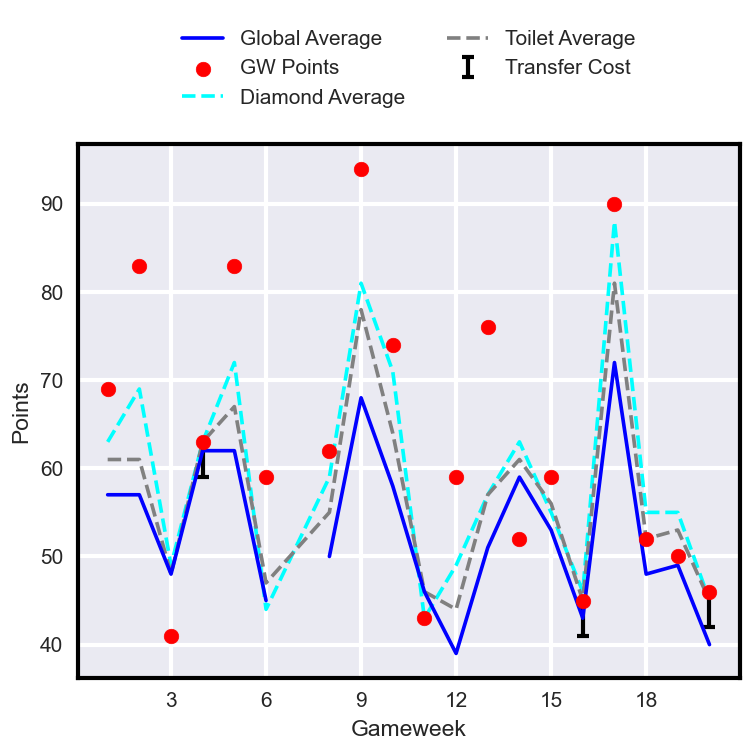 Global Average
GW Points
Diamond Average
Toilet Average
Transfer Cost
Points
90
80
70
60
50
40
3 6 9 12 15 18
Gameweek